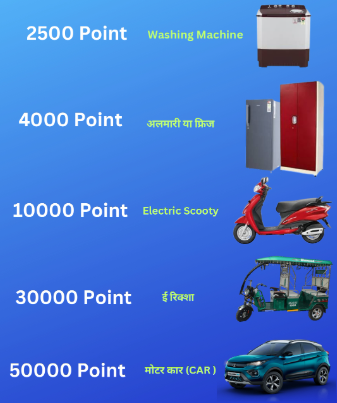 2500 Point Washing Machine
4000 Point अलमारी या फ्रिज
10000 Point Electric Scooty
30000 Point ई रिक्शा
50000 Point मोटर कार (CAR )